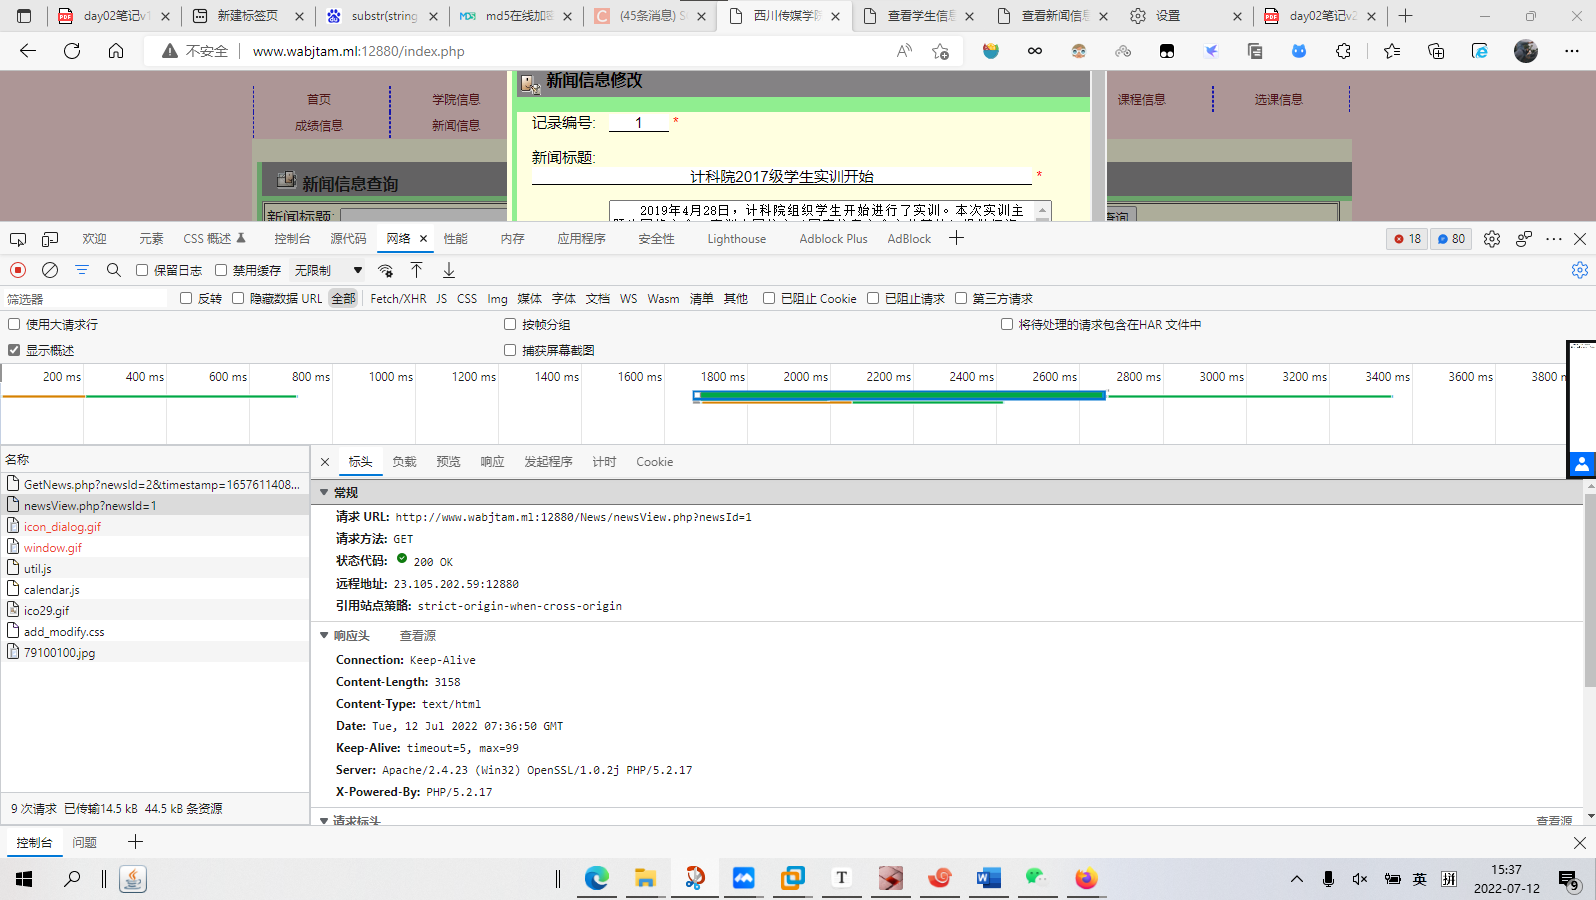 day02笔记v1
新建标签页
substr(string
md5在线加密
(45条消息) S
西川传媒学院
查看学生信息
查看新闻信息
设置
day02笔记v2
不安全
www.wabjtam.ml:12880/index.php
新闻信息修改
首页
学院信息
课程信息
选课信息
成绩信息
新闻信息
记录编号: 1 *
新闻标题:
计科院2017级学生实训开始 *
新闻信息查询
新闻标题:
查询
2019年4月28日，计科院组织学生开始进行了实训。本次实训主
欢迎 元素 CSS 概述 控制台 源代码 网络 性能 内存 应用程序 安全性 Lighthouse Adblock Plus AdBlock
18 80
保留日志 禁用缓存 无限制
筛选器 反转 隐藏数据 URL 全部 Fetch/XHR JS CSS Img 媒体 字体 文档 WS Wasm 清单 其他 已阻止 Cookie 已阻止请求 第三方请求
使用大请求行 按帧分组 将待处理的请求包含在HAR 文件中
显示概述 捕获屏幕截图
200 ms 400 ms 600 ms 800 ms 1000 ms 1200 ms 1400 ms 1600 ms 1800 ms 2000 ms 2200 ms 2400 ms 2600 ms 2800 ms 3000 ms 3200 ms 3400 ms 3600 ms 3800 m
名称
GetNews.php?newsId=2&timestamp=1657611408...
newsView.php?newsId=1
icon_dialog.gif
window.gif
util.js
calendar.js
ico29.gif
add_modify.css
79100100.jpg
9 次请求 已传输14.5 kB 44.5 kB 条资源
标头 负载 预览 响应 发起程序 计时 Cookie
常规
请求 URL: http://www.wabjtam.ml:12880/News/newsView.php?newsId=1
请求方法: GET
状态代码: 200 OK
远程地址: 23.105.202.59:12880
引用站点策略: strict-origin-when-cross-origin
响应头 查看源
Connection: Keep-Alive
Content-Length: 3158
Content-Type: text/html
Date: Tue, 12 Jul 2022 07:36:50 GMT
Keep-Alive: timeout=5, max=99
Server: Apache/2.4.23 (Win32) OpenSSL/1.0.2j PHP/5.2.17
X-Powered-By: PHP/5.2.17
请求标头 查看源
控制台 问题
英 拼
15:37
2022-07-12
9